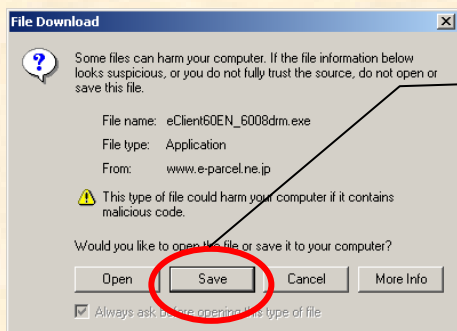 File Download
Some files can harm your computer. If the file information below
looks suspicious, or you do not fully trust the source, do not open or
save this file.
File name: eClient60EN_6008drm.exe
File type: Application
From: www.e-parcel.ne.jp
This type of file could harm your computer if it contains
malicious code.
Would you like to open the file or save it to your computer?
Open Save Cancel More Info
Always ask before opening this type of file